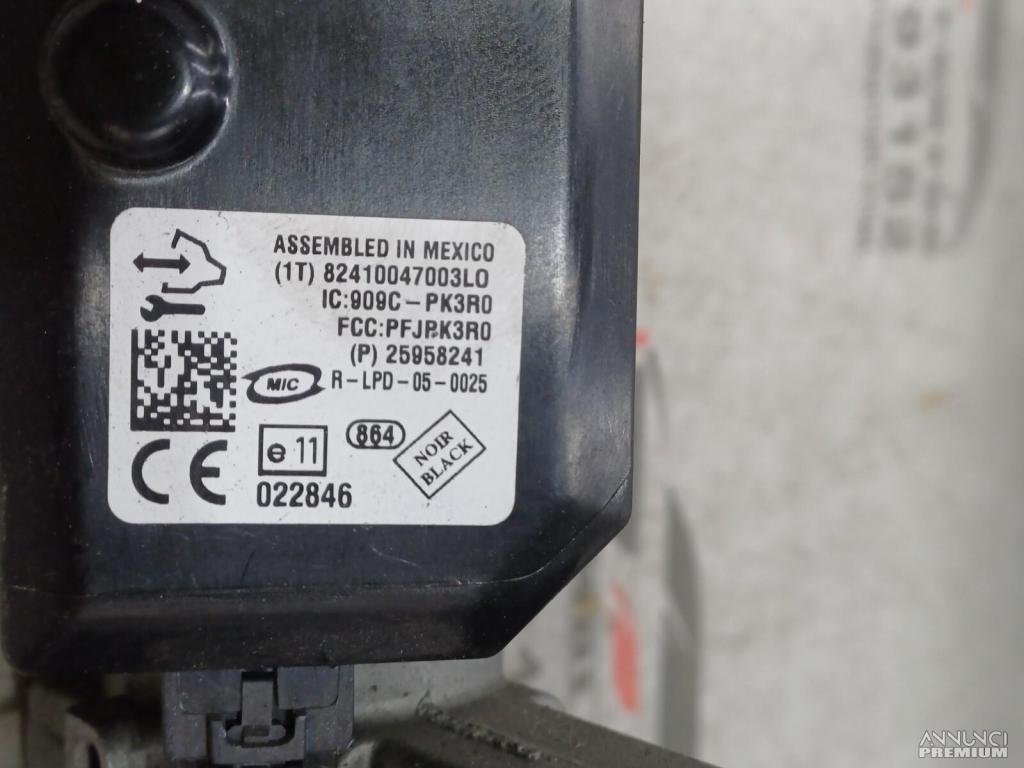 ASSEMBLED IN MEXICO
(1T) 82410047003LO
IC:909C-PK3R0
FCC:PFJPK3R0
(P) 25958241
MIC R-LPD-05-0025
CE e 11 864 NOIR
BLACK
022846
ANNUNCI
PREMIUM